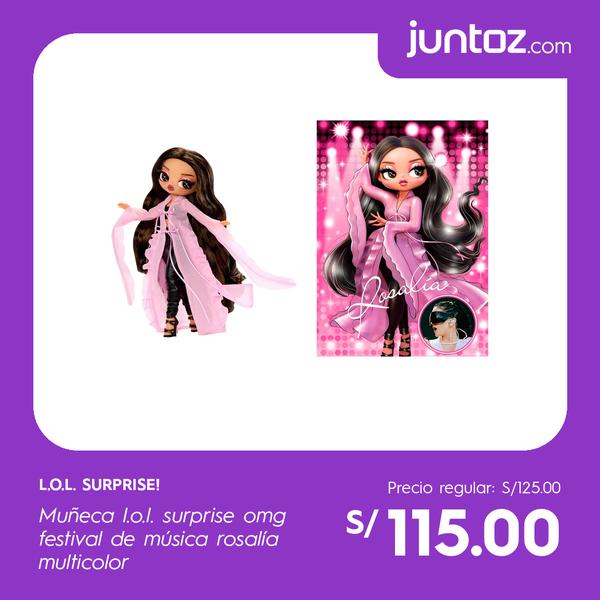 juntoz.com
Rosalía
L.O.L. SURPRISE!
Muñeca l.o.l. surprise omg
festival de música rosalía
multicolor
Precio regular: S/125.00
S/ 115.00